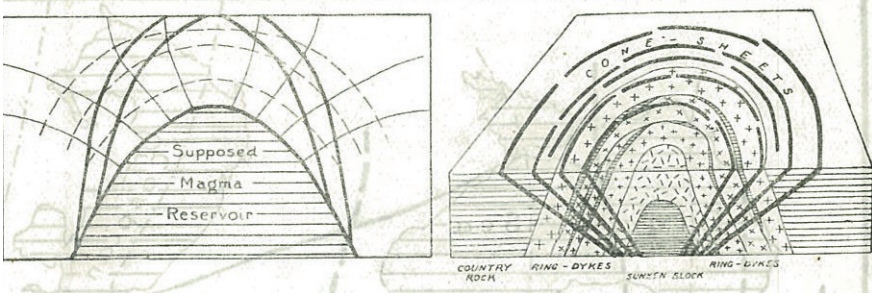 Supposed
Magma
Reservoir
CONE-SHEETS
COUNTRY ROCK
RING-DYKES
SUNKEN BLOCK
RING-DYKES